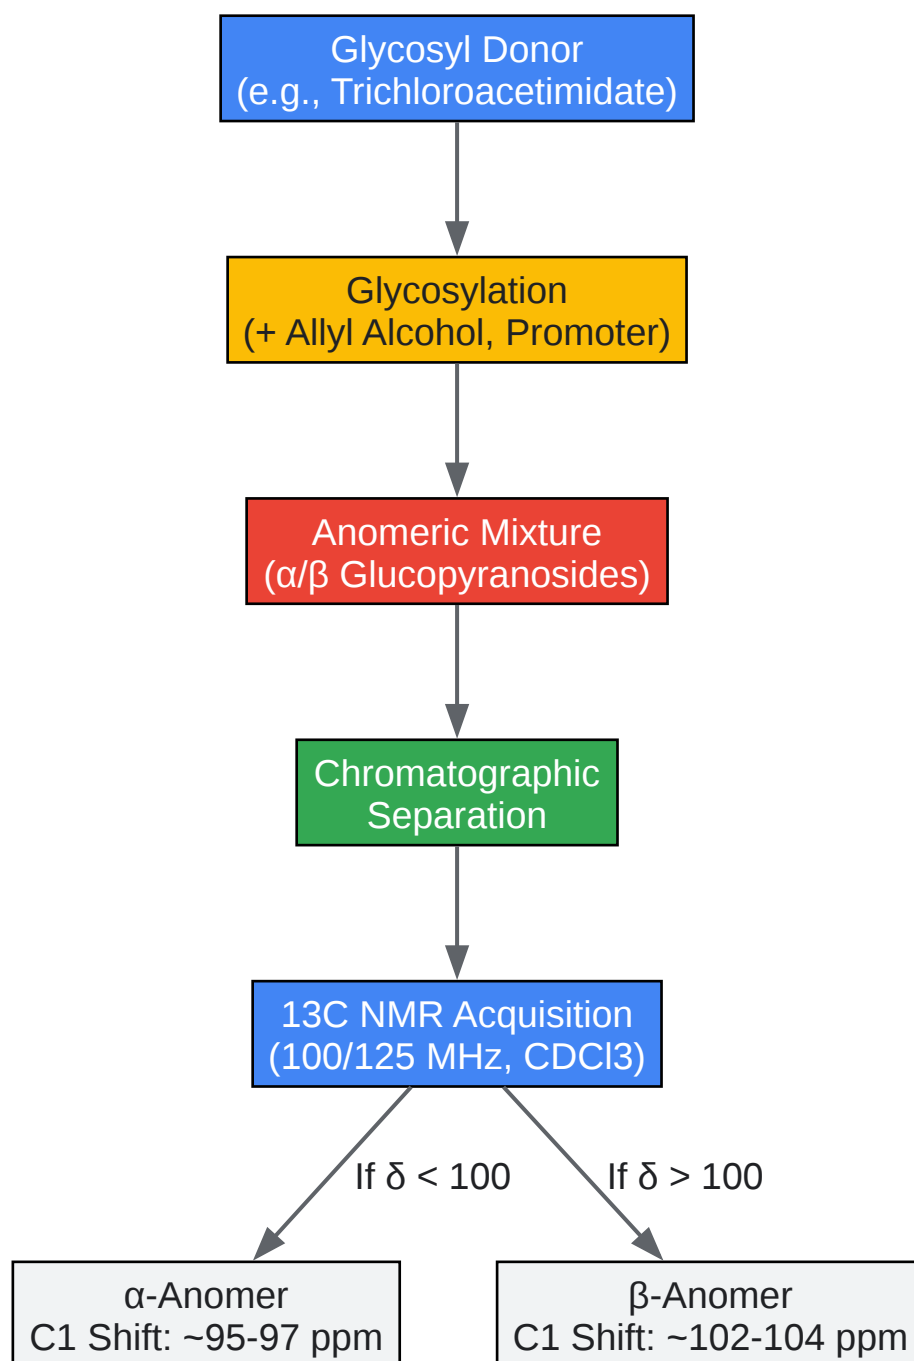 Glycosyl Donor
(e.g., Trichloroacetimidate)
Glycosylation
(+ Allyl Alcohol, Promoter)
Anomeric Mixture
(α/β Glucopyranosides)
Chromatographic
Separation
13C NMR Acquisition
(100/125 MHz, CDCl3)
If δ < 100
If δ > 100
α-Anomer
C1 Shift: ~95-97 ppm
β-Anomer
C1 Shift: ~102-104 ppm